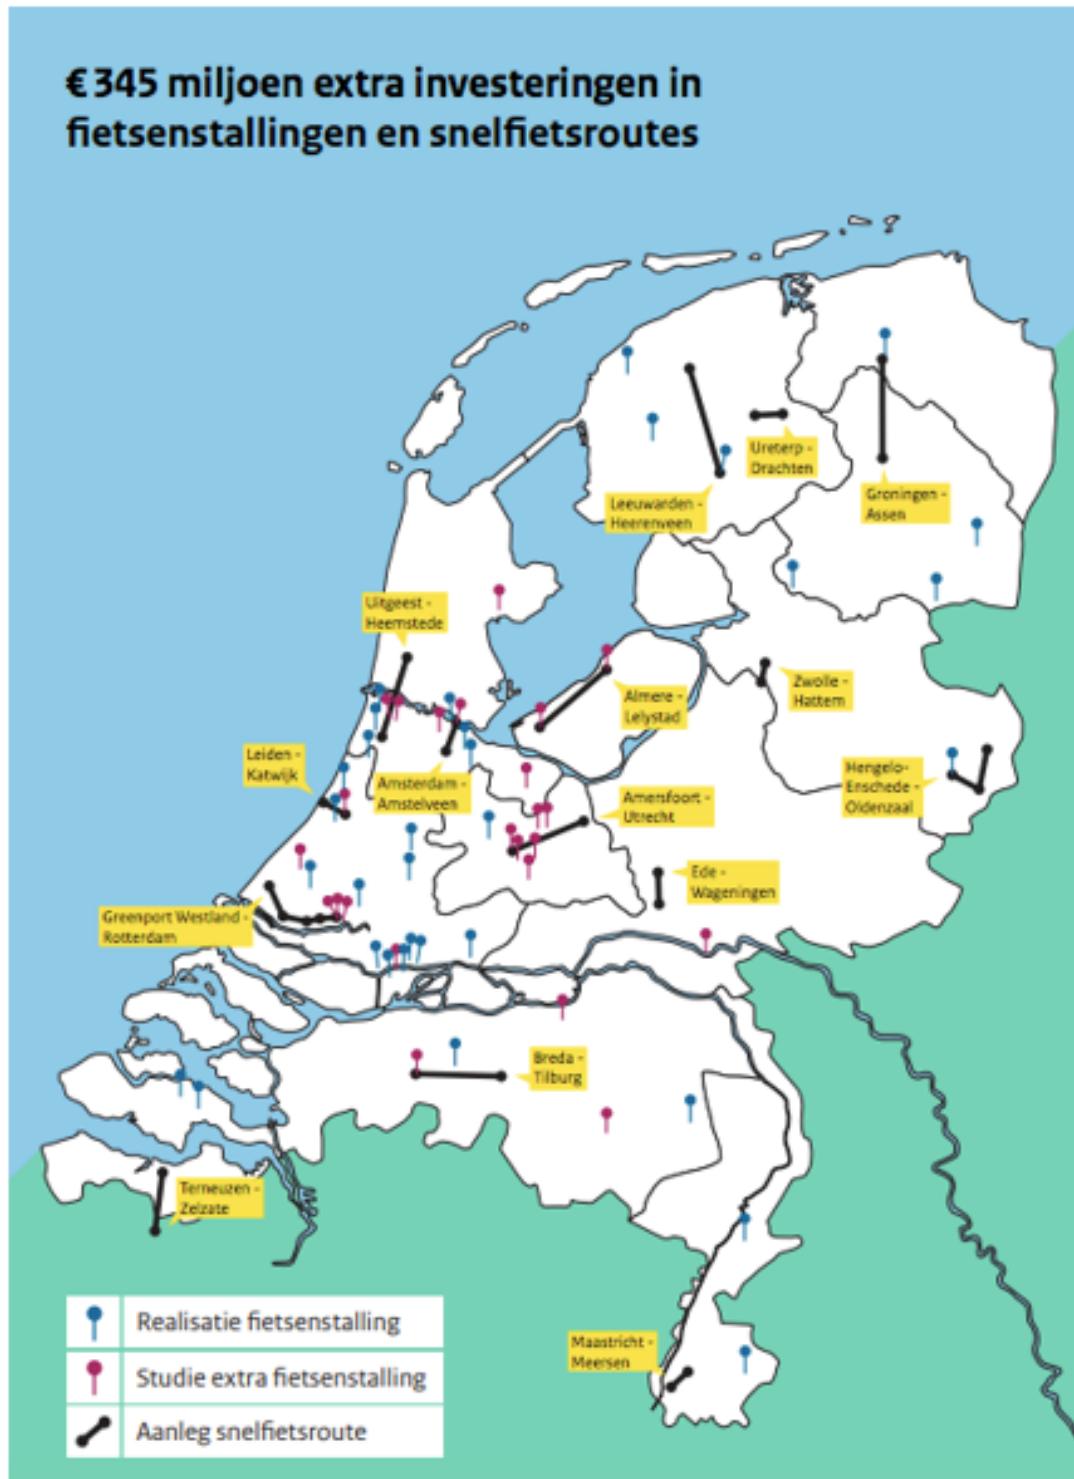 € 345 miljoen extra investeringen in
fietsenstallingen en snelfietsroutes
Ureterp -
Drachten
Leeuwarden -
Heerenveen
Groningen -
Assen
Uitgeest -
Heemstede
Almere -
Lelystad
Zwolle -
Hattem
Leiden -
Katwijk
Amsterdam -
Amstelveen
Amersfoort -
Utrecht
Hengelo-
Enschede -
Oldenzaal
Ede -
Wageningen
Greenport Westland -
Rotterdam
Breda -
Tilburg
Terneuzen -
Zelzate
Maastricht -
Meersen
Realisatie fietsenstalling
Studie extra fietsenstalling
Aanleg snelfietsroute